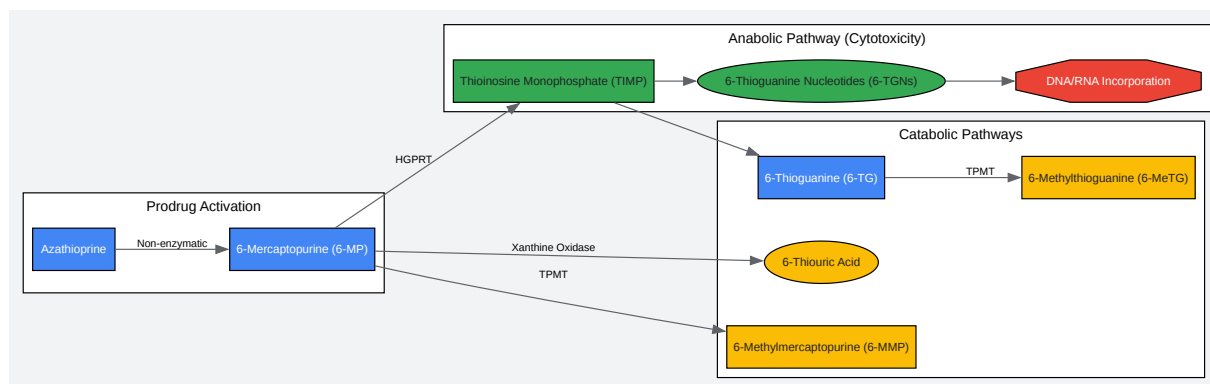 Anabolic Pathway (Cytotoxicity)
Thioinosine Monophosphate (TIMP)
6-Thioguanine Nucleotides (6-TGNs)
DNA/RNA Incorporation
Catabolic Pathways
HGPRT
6-Thioguanine (6-TG)
TPMT
6-Methylthioguanine (6-MeTG)
Prodrug Activation
Azathioprine
Non-enzymatic
6-Mercaptopurine (6-MP)
Xanthine Oxidase
6-Thiouric Acid
TPMT
6-Methylmercaptopurine (6-MMP)